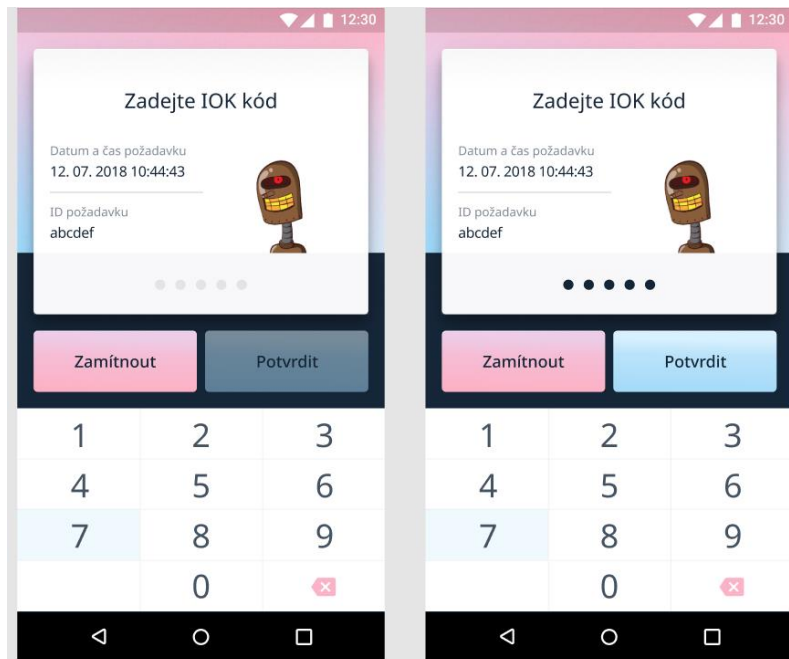 12:30
Zadejte IOK kód
Datum a čas požadavku
12. 07. 2018 10:44:43
ID požadavku
abcdef
Zamítnout
Potvrdit
1 2 3
4 5 6
7 8 9
0
12:30
Zadejte IOK kód
Datum a čas požadavku
12. 07. 2018 10:44:43
ID požadavku
abcdef
Zamítnout
Potvrdit
1 2 3
4 5 6
7 8 9
0